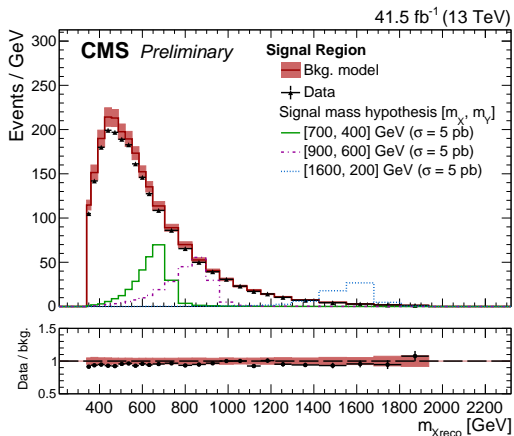 41.5 fb⁻¹ (13 TeV)
CMS Preliminary
Signal Region
Bkg. model
Data
Signal mass hypothesis [m_X, m_Y]
[700, 400] GeV (σ = 5 pb)
[900, 600] GeV (σ = 5 pb)
[1600, 200] GeV (σ = 5 pb)
Events / GeV
300
250
200
150
100
50
0
Data / bkg.
1.5
1
0.5
400 600 800 1000 1200 1400 1600 1800 2000 2200
m_Xreco [GeV]